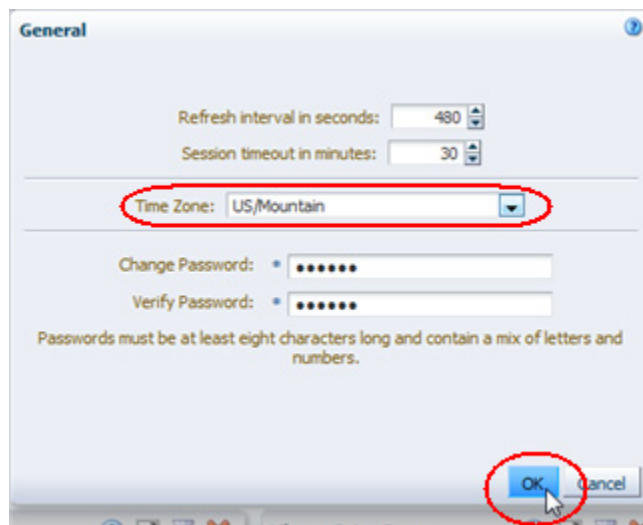 General
Refresh interval in seconds: 480
Session timeout in minutes: 30
Time Zone: US/Mountain
Change Password: * ••••••
Verify Password: * ••••••
Passwords must be at least eight characters long and contain a mix of letters and
numbers.
OK Cancel